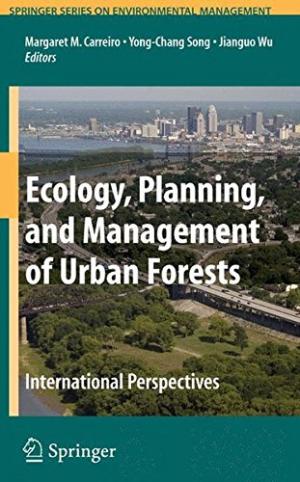 SPRINGER SERIES ON ENVIRONMENTAL MANAGEMENT
Margaret M. Carreiro • Yong-Chang Song • Jianguo Wu
Editors
Ecology, Planning,
and Management
of Urban Forests
International Perspectives
Springer